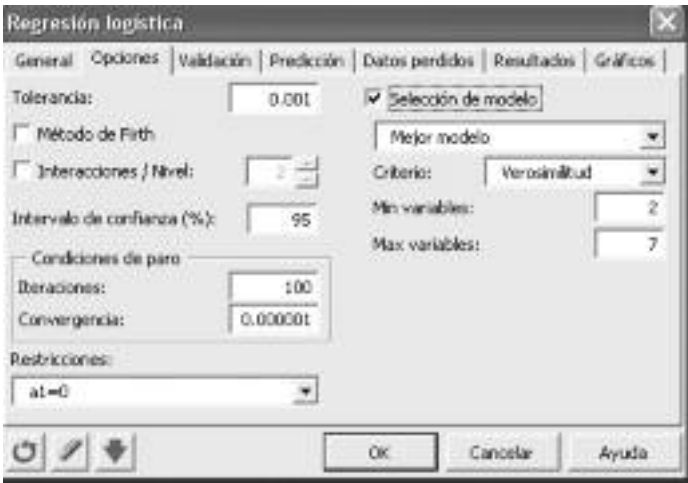 Regresión logística
General Opciones Validación Predicción Datos perdidos Resultados Gráficos
Tolerancia: 0.001
Método de Firth
Interacciones / Nivel: 2
Intervalo de confianza (%): 95
Condiciones de paro
Iteraciones: 100
Convergencia: 0.000001
Restricciones:
a1=0
Selección de modelo
Mejor modelo
Criterio: Verosimilitud
Min variables: 2
Max variables: 7
OK Cancelar Ayuda